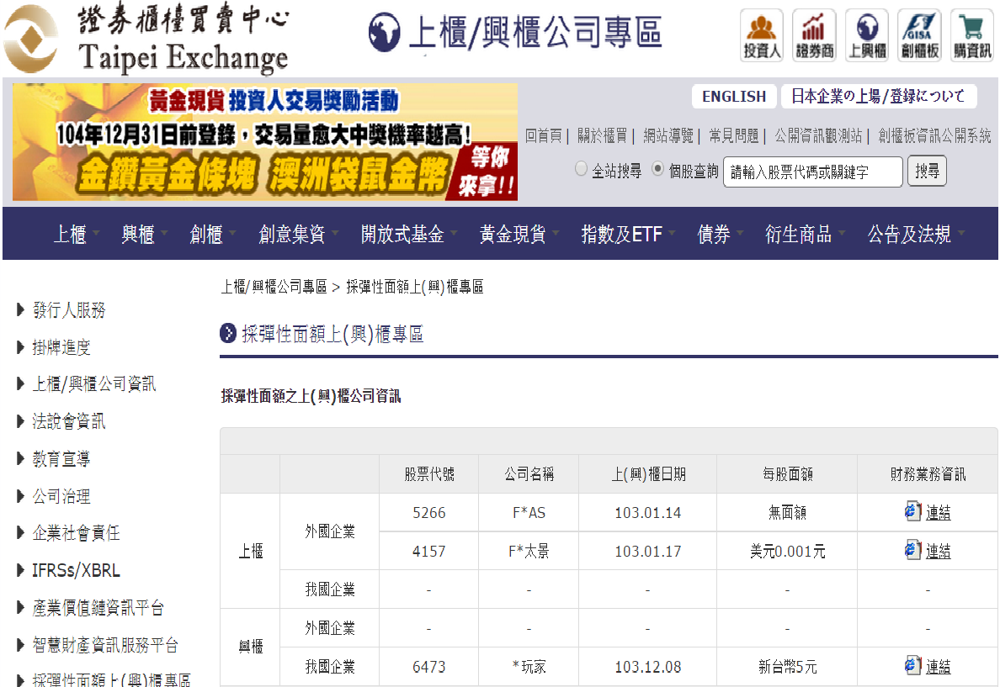 證券櫃檯買賣中心
Taipei Exchange
上櫃/興櫃公司專區
投資人
證券商
上興櫃
GISA
創櫃板
購資訊
黃金現貨 投資人交易獎勵活動
104年12月31日前登錄，交易量愈大中獎機率越高！
金鑽黃金條塊 澳洲袋鼠金幣
等你
來拿!!
ENGLISH
日本企業の上場/登録について
回首頁| 關於櫃買| 網站導覽| 常見問題| 公開資訊觀測站| 創櫃板資訊公開系統
全站搜尋 個股查詢 請輸入股票代碼或關鍵字 搜尋
上櫃 興櫃 創櫃 創意集資 開放式基金 黃金現貨 指數及ETF 債券 衍生商品 公告及法規
發行人服務
掛牌進度
上櫃/興櫃公司資訊
法說會資訊
教育宣導
公司治理
企業社會責任
IFRSs/XBRL
產業價值鏈資訊平台
智慧財產資訊服務平台
採彈性面額上(興)櫃專區
上櫃/興櫃公司專區 > 採彈性面額上(興)櫃專區
採彈性面額上(興)櫃專區
採彈性面額之上(興)櫃公司資訊
股票代號 公司名稱 上(興)櫃日期 每股面額 財務業務資訊
上櫃 外國企業 5266 F*AS 103.01.14 無面額 連結
4157 F*太景 103.01.17 美元0.001元 連結
我國企業 - - - - -
興櫃 外國企業 - - - - -
我國企業 6473 *玩家 103.12.08 新台幣5元 連結